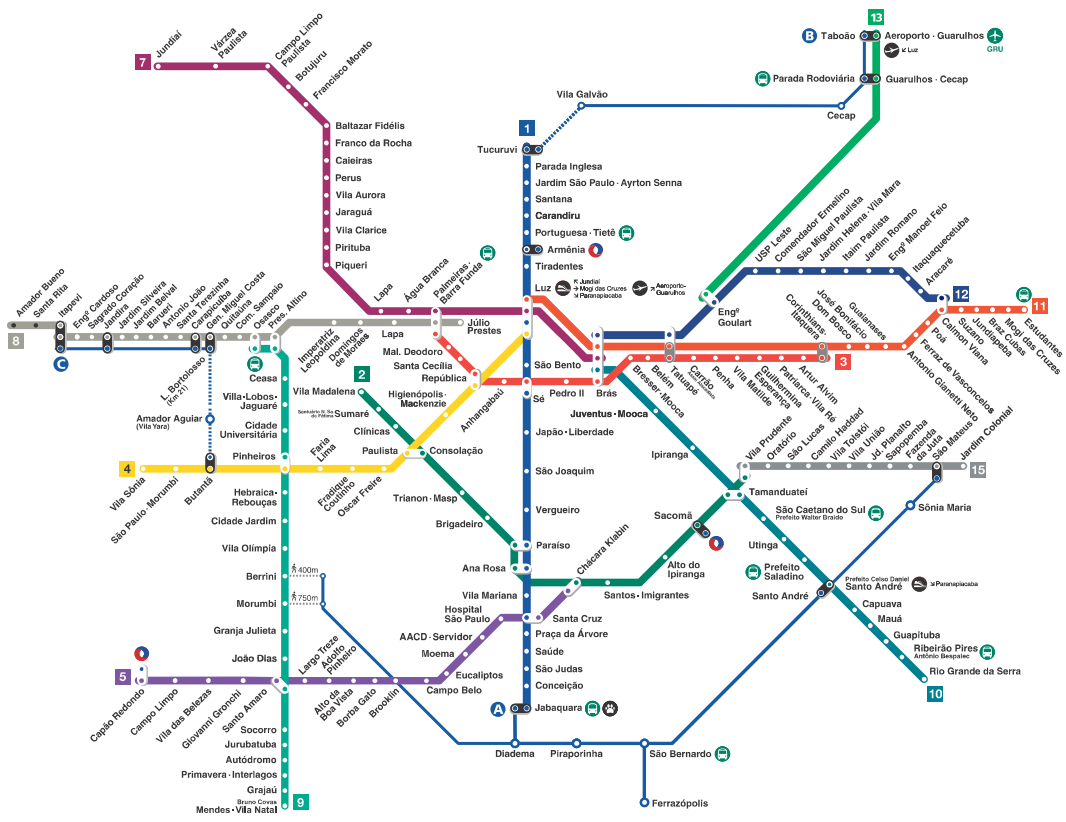 7
Jundiaí
Várzea
Paulista
Campo Limpo
Paulista
Botujuru
Francisco Morato
Baltazar Fidélis
Franco da Rocha
Caieiras
Perus
Vila Aurora
Jaraguá
Vila Clarice
Pirituba
Piqueri
Lapa
Água Branca
Palmeiras-
Barra Funda
13
B
Taboão
Aeroporto · Guarulhos
GRU
Luz
Parada Rodoviária
Guarulhos · Cecap
Vila Galvão
Cecap
1
Tucuruvi
Parada Inglesa
Jardim São Paulo · Ayrton Senna
Santana
Carandiru
Portuguesa · Tietê
Armênia
Tiradentes
Luz
Jundiaí
Mogi das Cruzes
Paranapiacaba
Aeroporto-
Guarulhos
Engº
Goulart
USP Leste
Comendador Ermelino
São Miguel Paulista
Jardim Helena · Vila Mara
Itaim Paulista
Jardim Romano
Engº Manoel Feio
Itaquaquecetuba
Aracaré
12
11
Calmon Viana
Suzano
Jundiapeba
Braz Cubas
Mogi das Cruzes
Estudantes
Poá
Ferraz de Vasconcelos
Antonio Gianetti Neto
Guaianases
José Bonifácio
Dom Bosco
Corinthians-
Itaquera
3
Artur Alvim
Patriarca · Vila Ré
Guilhermina
Esperança
Vila Matilde
Penha
Carrão
Tatuapé
Belém
Bresser · Mooca
Brás
Pedro II
Sé
São Bento
Anhangabaú
República
Santa Cecília
Mal. Deodoro
Júlio
Prestes
Lapa
Domingos
de Moraes
Imperatriz
Leopoldina
Pres. Altino
Osasco
Com. Sampaio
Quitaúna
Gen. Miguel Costa
Carapicuíba
Santa Terezinha
Antonio João
Barueri
Jardim Belval
Jardim Silveira
Jandira
Sagrado Coração
Engº Cardoso
Itapevi
Santa Rita
Amador Bueno
8
C
L. Bortolosso
(Km 21)
Amador Aguiar
(Vila Yara)
Ceasa
Villa-Lobos-
Jaguaré
Cidade
Universitária
Pinheiros
Hebraica-
Rebouças
Cidade Jardim
Vila Olímpia
Berrini
400m
Morumbi
750m
Granja Julieta
João Dias
Santo Amaro
Socorro
Jurubatuba
Autódromo
Primavera · Interlagos
Grajaú
Bruno Covas
Mendes · Vila Natal
9
4
Vila Sônia
São Paulo · Morumbi
Butantã
Faria
Lima
Fradique
Coutinho
Oscar Freire
Paulista
Higienópolis-
Mackenzie
2
Vila Madalena
Santuário N. Sa.
de Fátima
Sumaré
Clínicas
Consolação
Trianon · Masp
Brigadeiro
Paraíso
Ana Rosa
Chácara Klabin
Santos · Imigrantes
Alto do
Ipiranga
Sacomã
Tamanduateí
Vila Prudente
Oratório
São Lucas
Camilo Haddad
Vila Tolstói
Vila União
Jd. Planalto
Sapopemba
Fazenda
da Juta
São Mateus
Jardim Colonial
15
Japão · Liberdade
São Joaquim
Vergueiro
Vila Mariana
Santa Cruz
Praça da Árvore
Saúde
São Judas
Conceição
A
Jabaquara
5
Capão Redondo
Campo Limpo
Vila das Belezas
Giovanni Gronchi
Largo Treze
Adolfo
Pinheiro
Alto da
Boa Vista
Borba Gato
Brooklin
Campo Belo
Eucaliptos
Moema
AACD · Servidor
Hospital
São Paulo
Juventus · Mooca
Ipiranga
São Caetano do Sul
Prefeito Walter Braido
Utinga
Prefeito
Saladino
Prefeito Celso Daniel
Santo André
Paranapiacaba
Santo André
Capuava
Mauá
Guapituba
Ribeirão Pires
Antônio Bespalec
Rio Grande da Serra
10
Sônia Maria
Diadema
Piraporinha
São Bernardo
Ferrazópolis